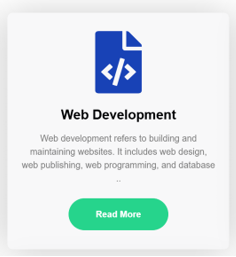 </>
Web Development
Web development refers to building and
maintaining websites. It includes web design,
web publishing, web programming, and database
..
Read More